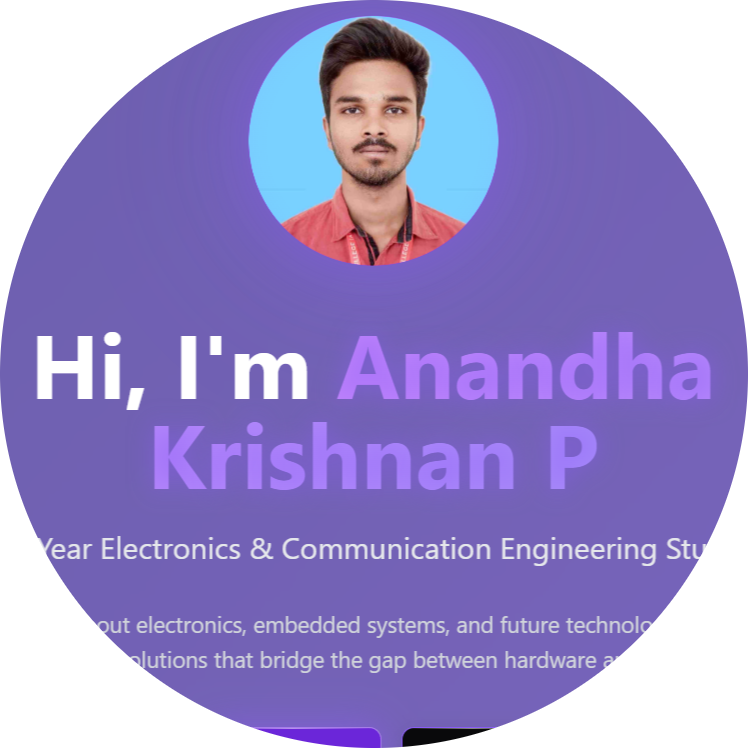 Hi, I'm Anandha
Krishnan P
Year Electronics & Communication Engineering
electronics, embedded systems, and future
that bridge the gap between hardware